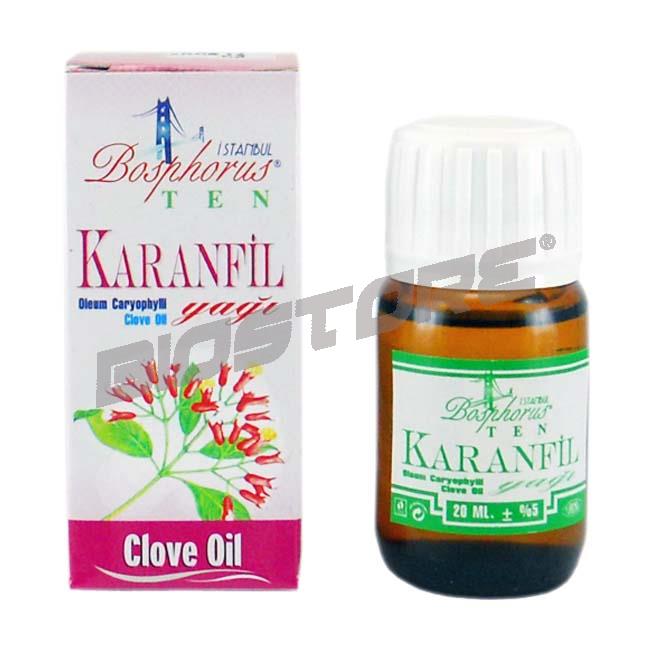 İSTANBUL
Bosphorus®
TEN
KARANFİL
Oleum Caryophylli
Clove Oil
yağı
Clove Oil
BIOSTORE®
İSTANBUL
Bosphorus
TEN
KARANFİL
Oleum Caryophylli
Clove Oil
yağı
20 ML. ± %5